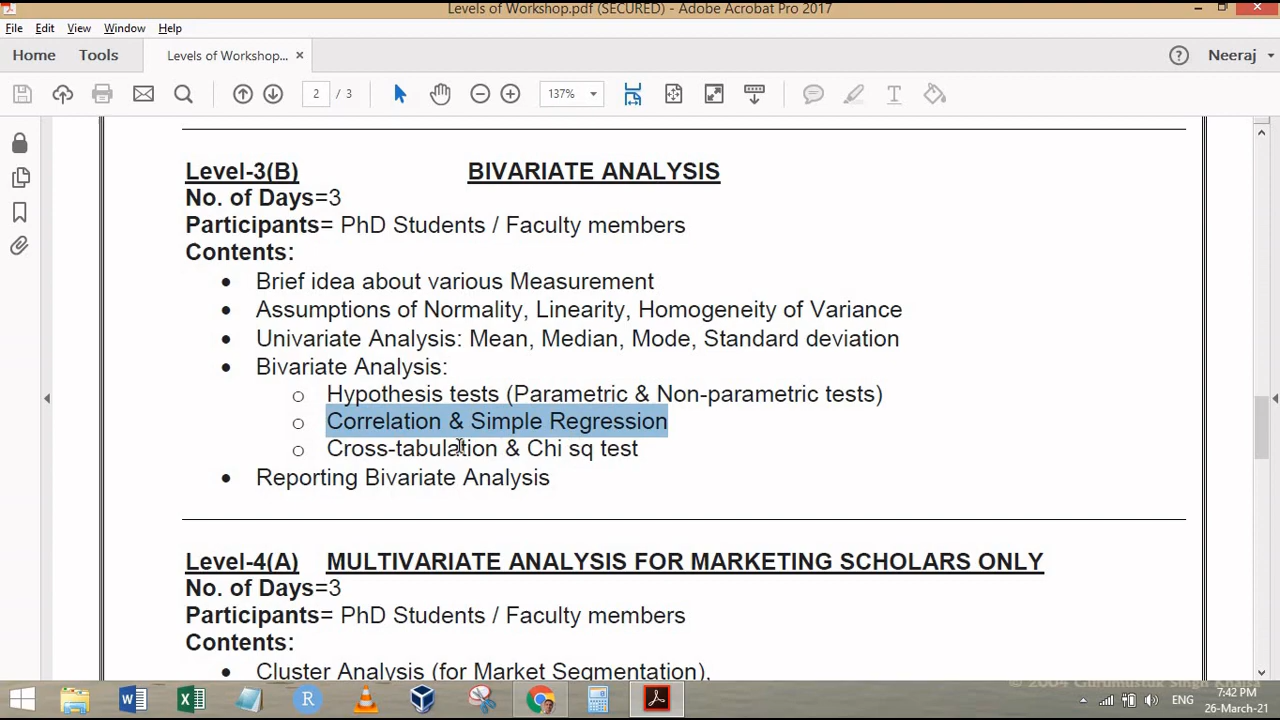 Levels of Workshop.pdf (SECURED) - Adobe Acrobat Pro 2017
File Edit View Window Help
Home Tools Levels of Workshop... × Neeraj
2 / 3 137%
Level-3(B) BIVARIATE ANALYSIS
No. of Days=3
Participants= PhD Students / Faculty members
Contents:
• Brief idea about various Measurement
• Assumptions of Normality, Linearity, Homogeneity of Variance
• Univariate Analysis: Mean, Median, Mode, Standard deviation
• Bivariate Analysis:
o Hypothesis tests (Parametric & Non-parametric tests)
o Correlation & Simple Regression
o Cross-tabulation & Chi sq test
• Reporting Bivariate Analysis
Level-4(A) MULTIVARIATE ANALYSIS FOR MARKETING SCHOLARS ONLY
No. of Days=3
Participants= PhD Students / Faculty members
Contents:
• Cluster Analysis (for Market Segmentation),
© 2004 Gurumustuk Singh Khalsa
ENG
7:42 PM
26-March-21